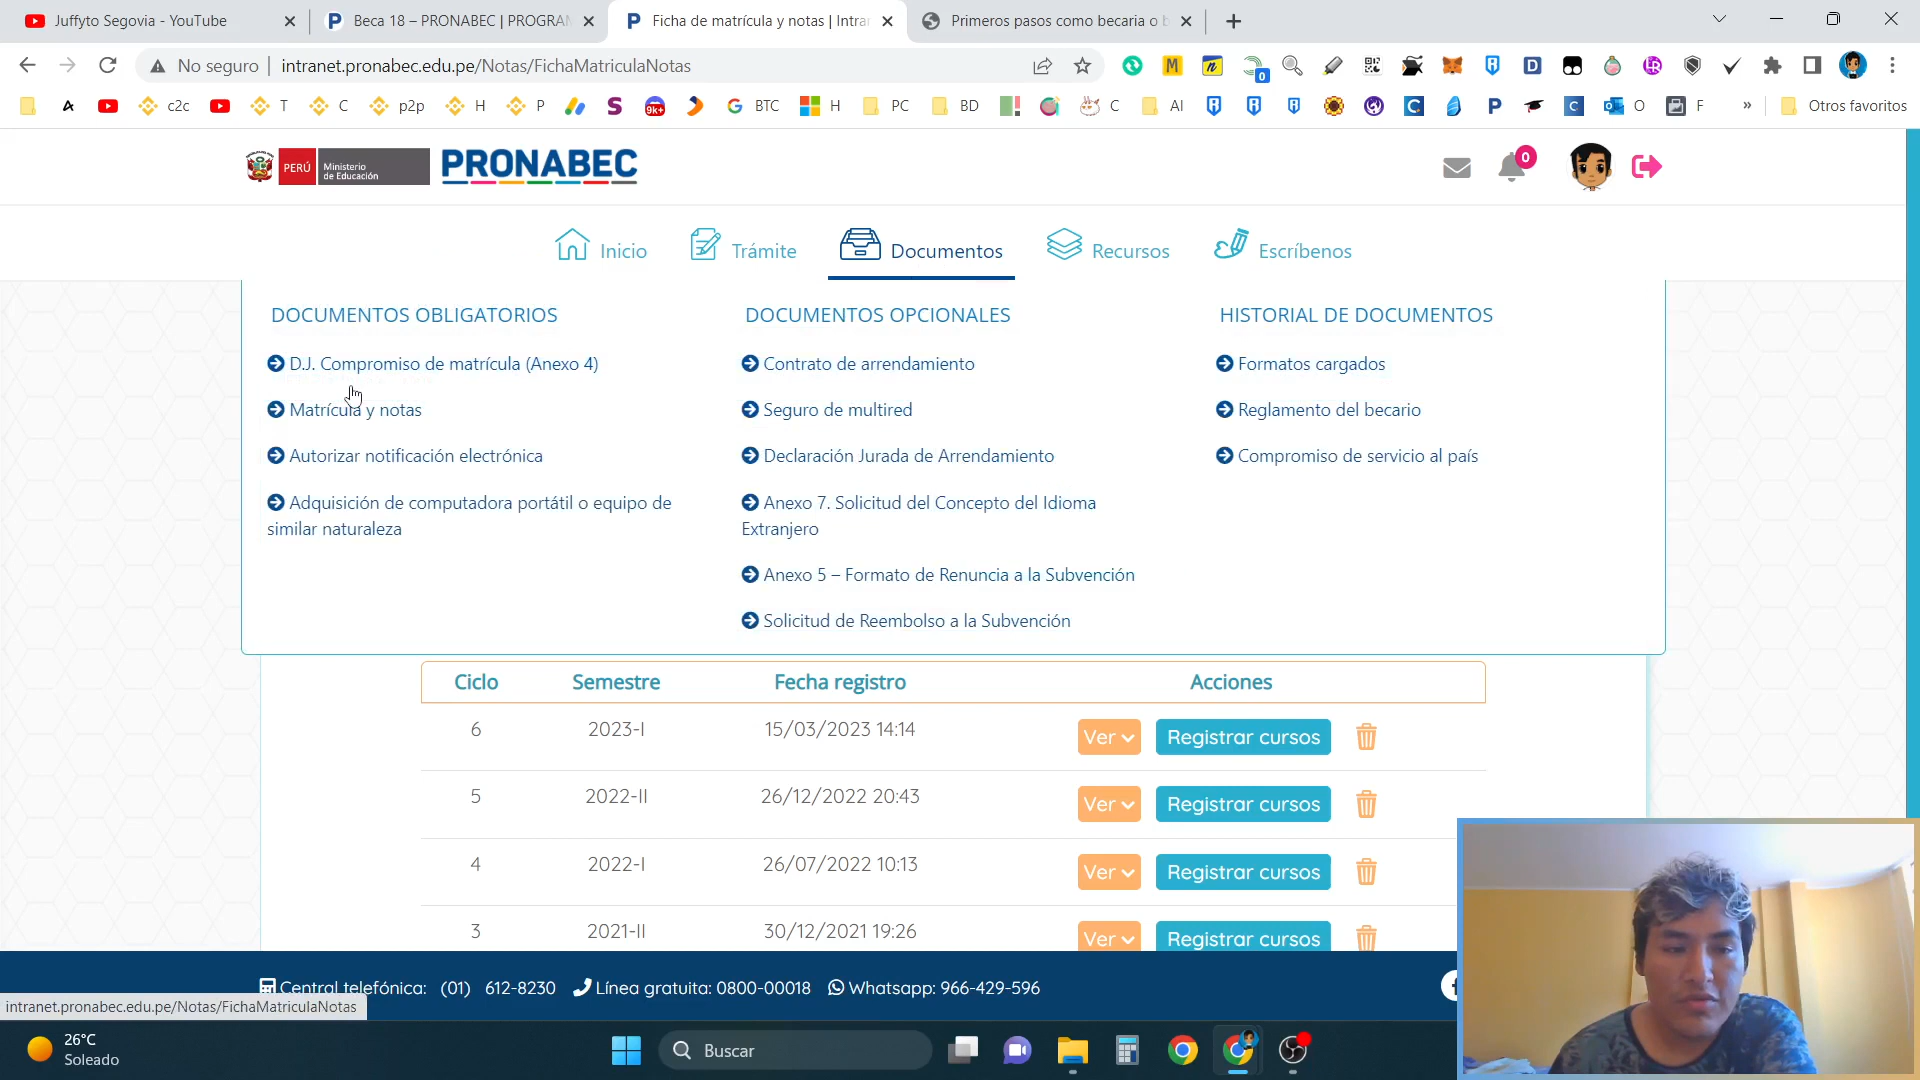 Juffyto Segovia - YouTube
Beca 18 – PRONABEC | PROGRAM
Ficha de matrícula y notas | Intra
Primeros pasos como becaria o b
No seguro
intranet.pronabec.edu.pe/Notas/FichaMatriculaNotas
c2c
T
C
p2p
H
P
BTC
H
PC
BD
C
AI
O
F
»
Otros favoritos
PERÚ
Ministerio
de Educación
PRONABEC
0
Inicio
Trámite
Documentos
Recursos
Escríbenos
DOCUMENTOS OBLIGATORIOS
D.J. Compromiso de matrícula (Anexo 4)
Matrícula y notas
Autorizar notificación electrónica
Adquisición de computadora portátil o equipo de
similar naturaleza
DOCUMENTOS OPCIONALES
Contrato de arrendamiento
Seguro de multired
Declaración Jurada de Arrendamiento
Anexo 7. Solicitud del Concepto del Idioma
Extranjero
Anexo 5 – Formato de Renuncia a la Subvención
Solicitud de Reembolso a la Subvención
HISTORIAL DE DOCUMENTOS
Formatos cargados
Reglamento del becario
Compromiso de servicio al país
Ciclo Semestre Fecha registro Acciones
6 2023-I 15/03/2023 14:14 Ver Registrar cursos
5 2022-II 26/12/2022 20:43 Ver Registrar cursos
4 2022-I 26/07/2022 10:13 Ver Registrar cursos
3 2021-II 30/12/2021 19:26 Ver Registrar cursos
Central telefónica: (01) 612-8230 Línea gratuita: 0800-00018 Whatsapp: 966-429-596
intranet.pronabec.edu.pe/Notas/FichaMatriculaNotas
26°C
Soleado
Buscar